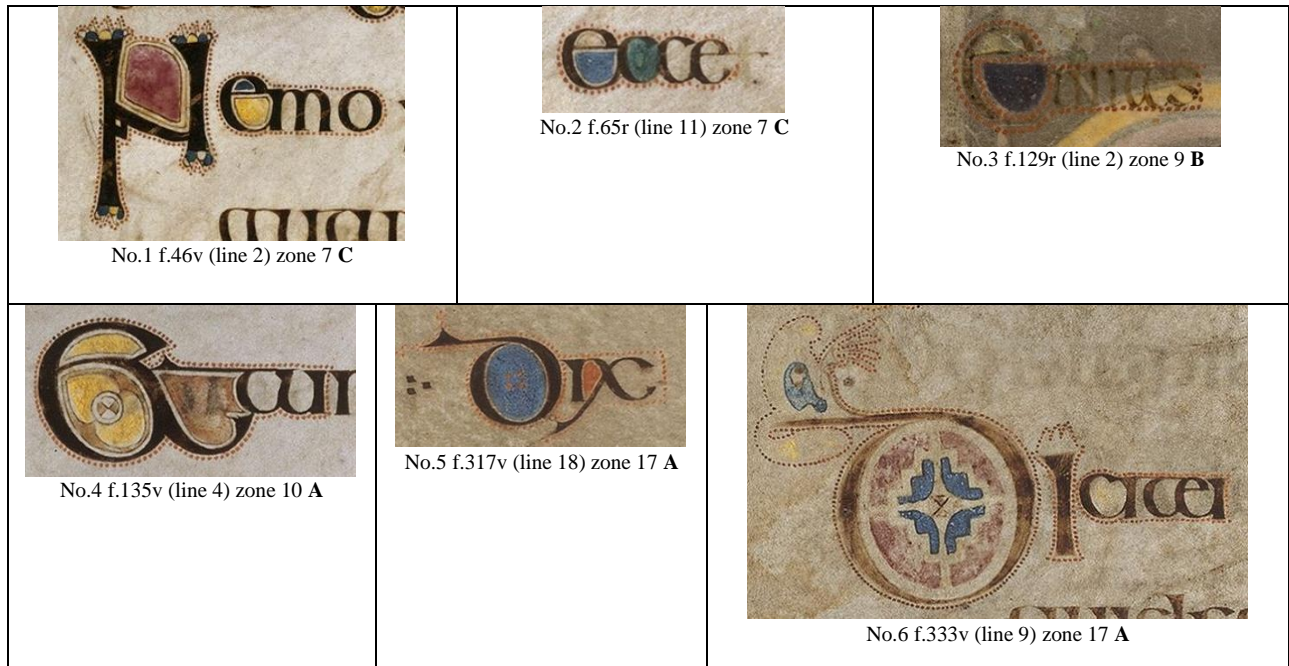 Nemo
eccet
No.1 f.46v (line 2) zone 7 C
No.2 f.65r (line 11) zone 7 C
No.3 f.129r (line 2) zone 9 B
No.4 f.135v (line 4) zone 10 A
No.5 f.317v (line 18) zone 17 A
No.6 f.333v (line 9) zone 17 A